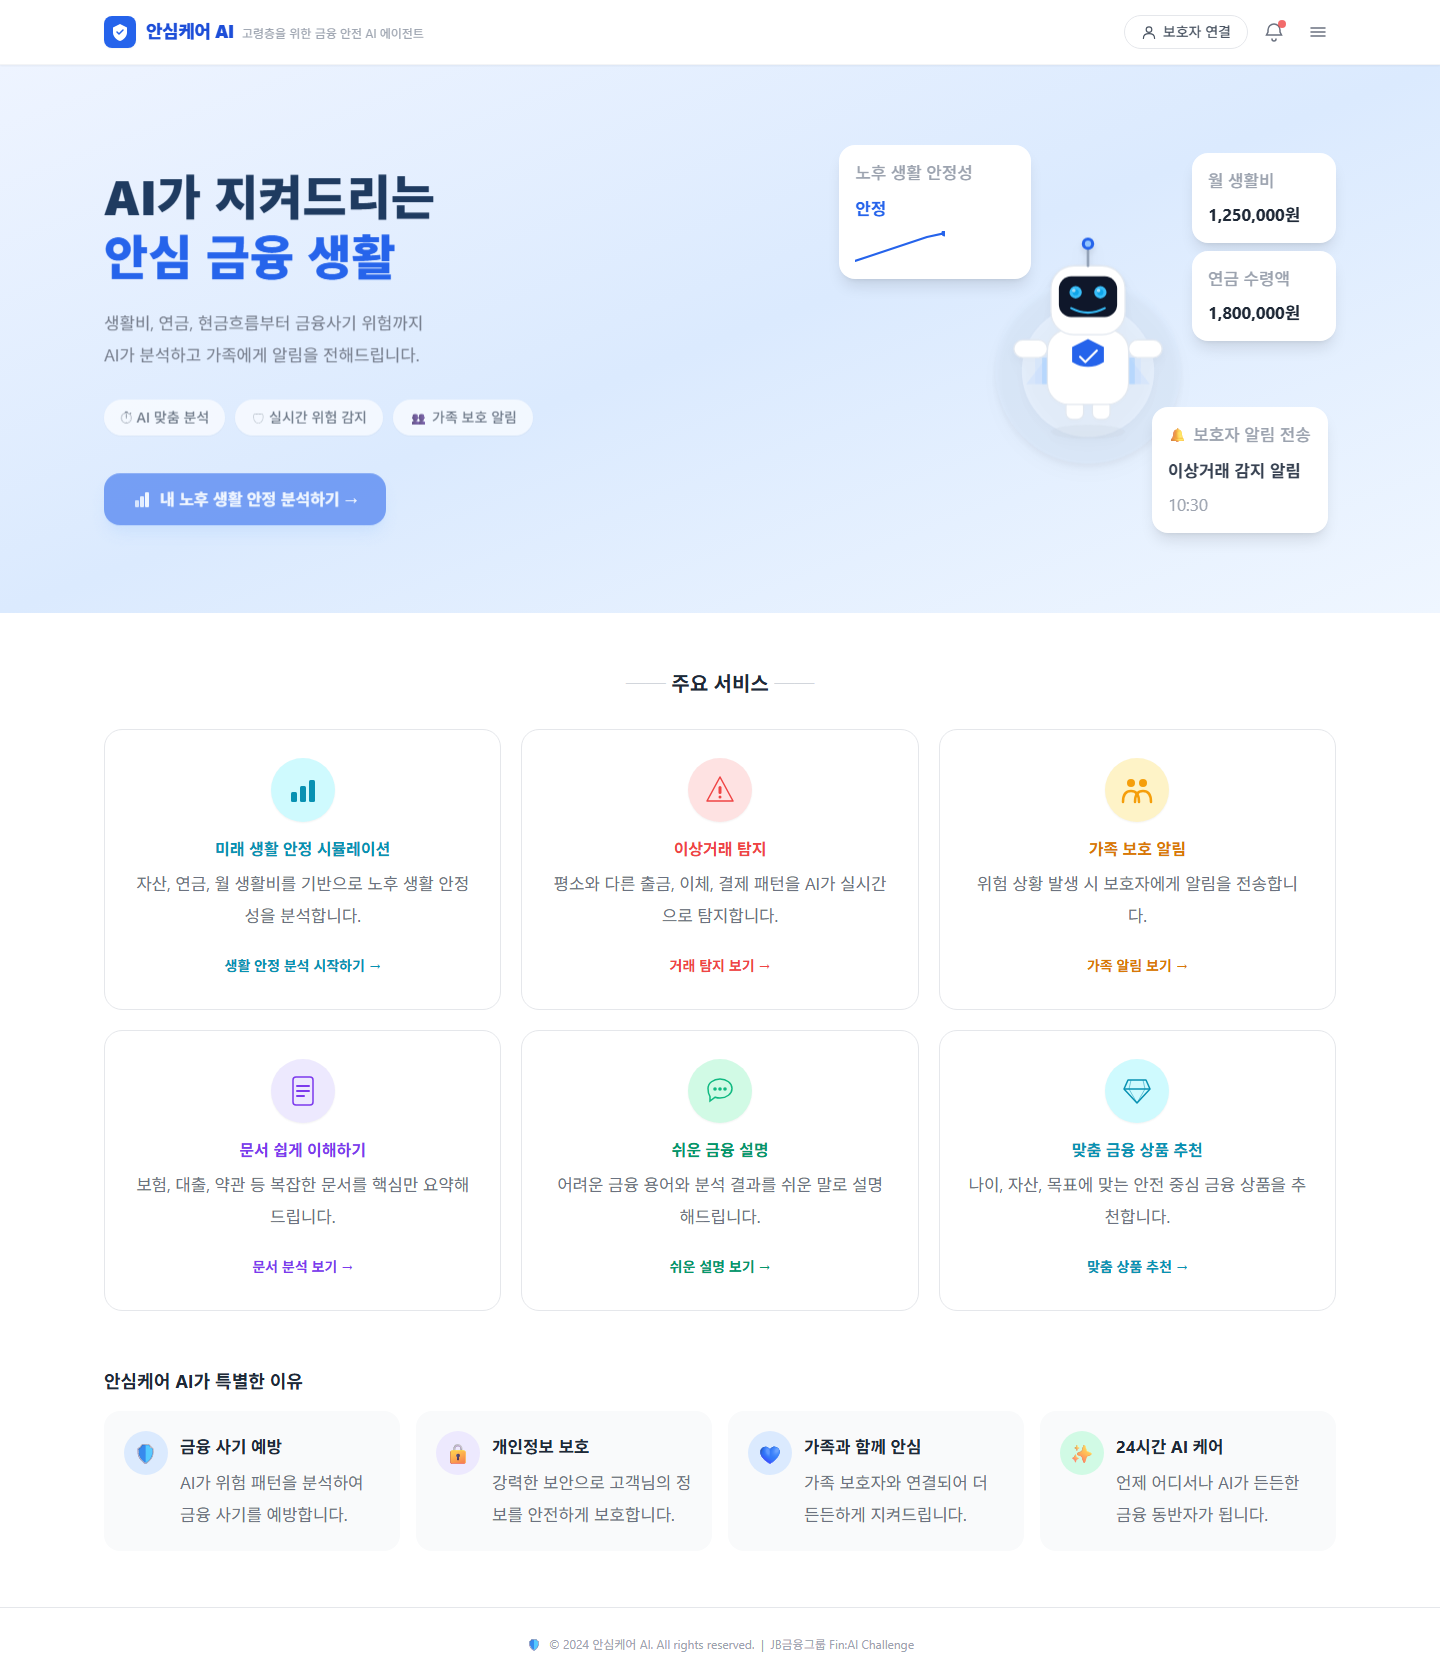 안심케어 AI 고령층을 위한 금융 안전 AI 에이전트
보호자 연결
AI가 지켜드리는
안심 금융 생활
생활비, 연금, 현금흐름부터 금융사기 위험까지
AI가 분석하고 가족에게 알림을 전해드립니다.
AI 맞춤 분석
실시간 위험 감지
가족 보호 알림
내 노후 생활 안정 분석하기 →
노후 생활 안정성
안정
월 생활비
1,250,000원
연금 수령액
1,800,000원
보호자 알림 전송
이상거래 감지 알림
10:30
주요 서비스
미래 생활 안정 시뮬레이션
자산, 연금, 월 생활비를 기반으로 노후 생활 안정
성을 분석합니다.
생활 안정 분석 시작하기 →
이상거래 탐지
평소와 다른 출금, 이체, 결제 패턴을 AI가 실시간
으로 탐지합니다.
거래 탐지 보기 →
가족 보호 알림
위험 상황 발생 시 보호자에게 알림을 전송합니
다.
가족 알림 보기 →
문서 쉽게 이해하기
보험, 대출, 약관 등 복잡한 문서를 핵심만 요약해
드립니다.
문서 분석 보기 →
쉬운 금융 설명
어려운 금융 용어와 분석 결과를 쉬운 말로 설명
해드립니다.
쉬운 설명 보기 →
맞춤 금융 상품 추천
나이, 자산, 목표에 맞는 안전 중심 금융 상품을 추
천합니다.
맞춤 상품 추천 →
안심케어 AI가 특별한 이유
금융 사기 예방
AI가 위험 패턴을 분석하여
금융 사기를 예방합니다.
개인정보 보호
강력한 보안으로 고객님의 정
보를 안전하게 보호합니다.
가족과 함께 안심
가족 보호자와 연결되어 더
든든하게 지켜드립니다.
24시간 AI 케어
언제 어디서나 AI가 든든한
금융 동반자가 됩니다.
© 2024 안심케어 AI. All rights reserved. | JB금융그룹 Fin:AI Challenge